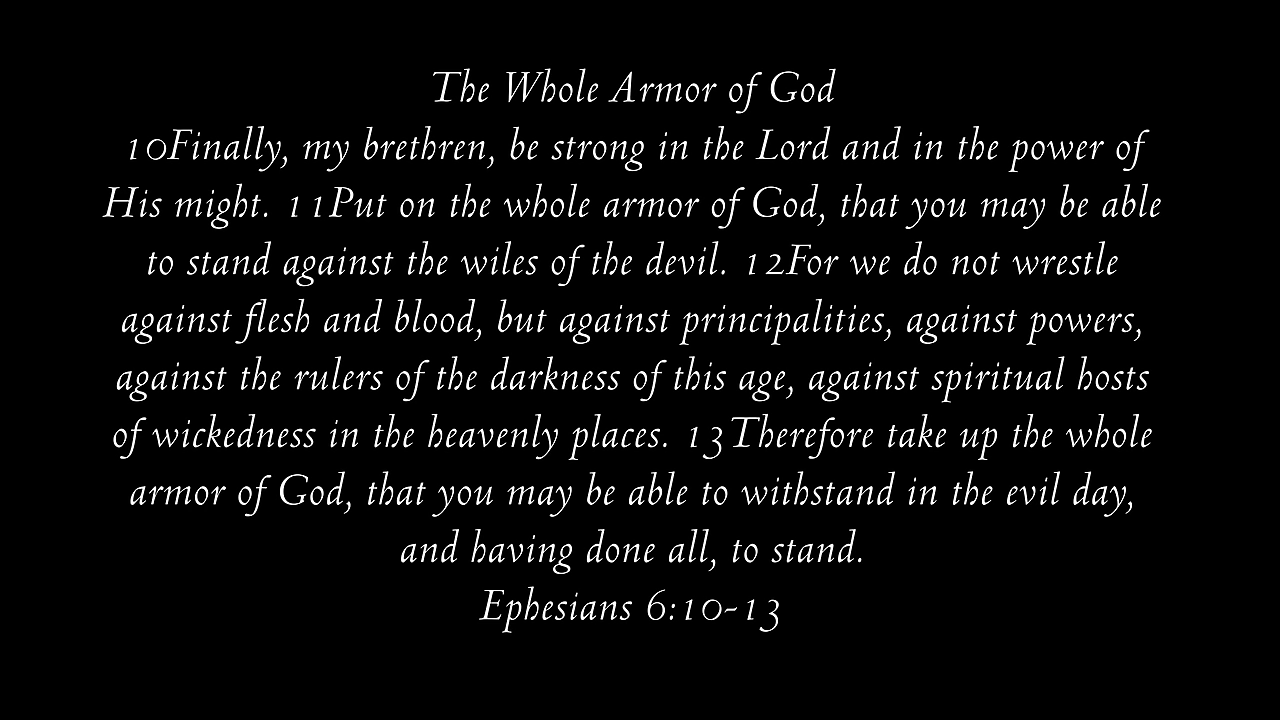 The Whole Armor of God
10Finally, my brethren, be strong in the Lord and in the power of
His might. 11Put on the whole armor of God, that you may be able
to stand against the wiles of the devil. 12For we do not wrestle
against flesh and blood, but against principalities, against powers,
against the rulers of the darkness of this age, against spiritual hosts
of wickedness in the heavenly places. 13Therefore take up the whole
armor of God, that you may be able to withstand in the evil day,
and having done all, to stand.
Ephesians 6:10-13